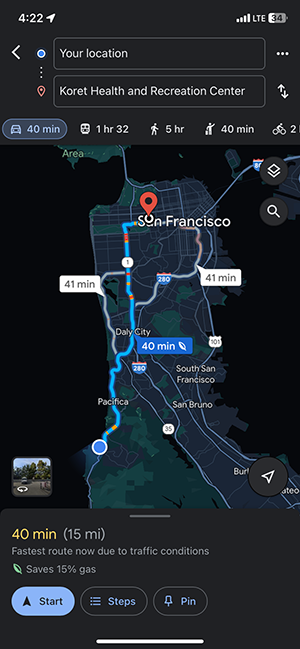 4:22
LTE 34
Your location
Koret Health and Recreation Center
40 min
1 hr 32
5 hr
40 min
Area
San Francisco
80
1
41 min
280
41 min
Daly City
40 min
280
101
South San
Francisco
Pacifica
San Bruno
35
40 min (15 mi)
Fastest route now due to traffic conditions
Saves 15% gas
Start
Steps
Pin